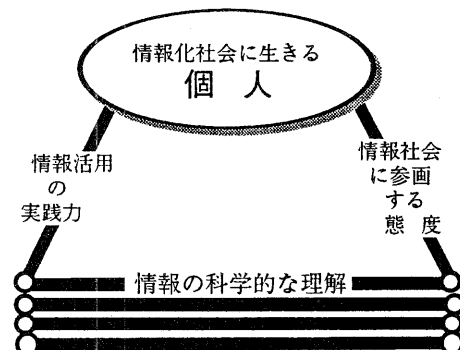 情報化社会に生きる
個 人
情報活用
の
実践力
情報社会
に参画
する
態 度
情報の科学的な理解